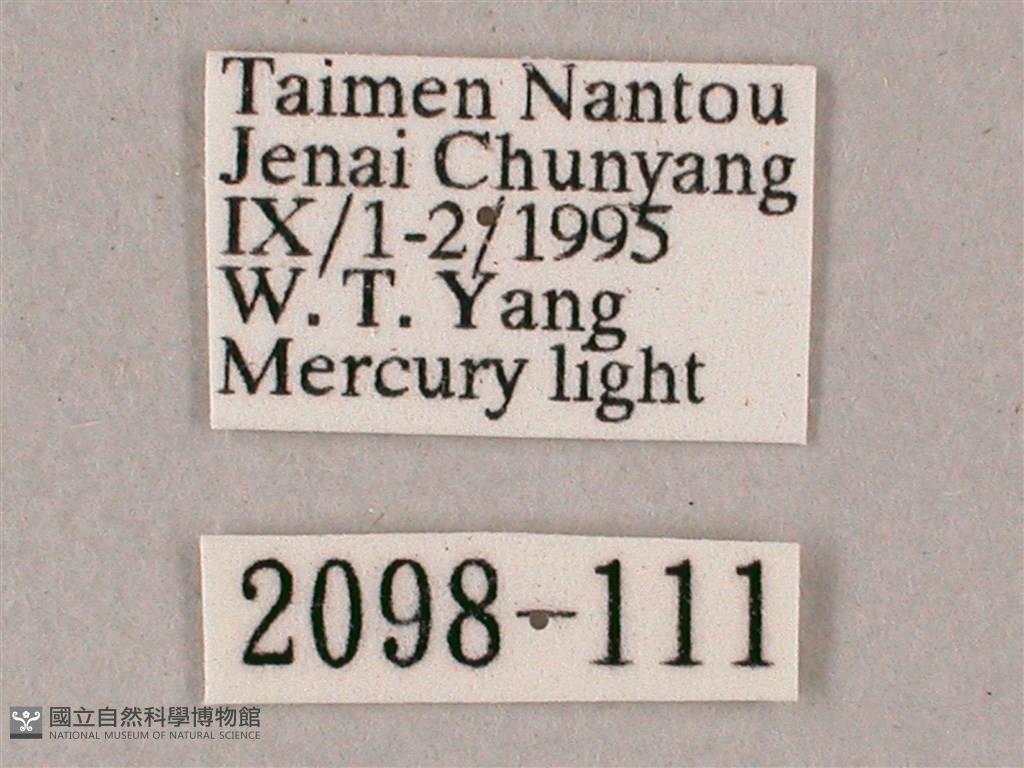 Taimen Nantou
Jenai Chunyang
IX/1-2/1995
W. T. Yang
Mercury light
2098-111
國立自然科學博物館
NATIONAL MUSEUM OF NATURAL SCIENCE